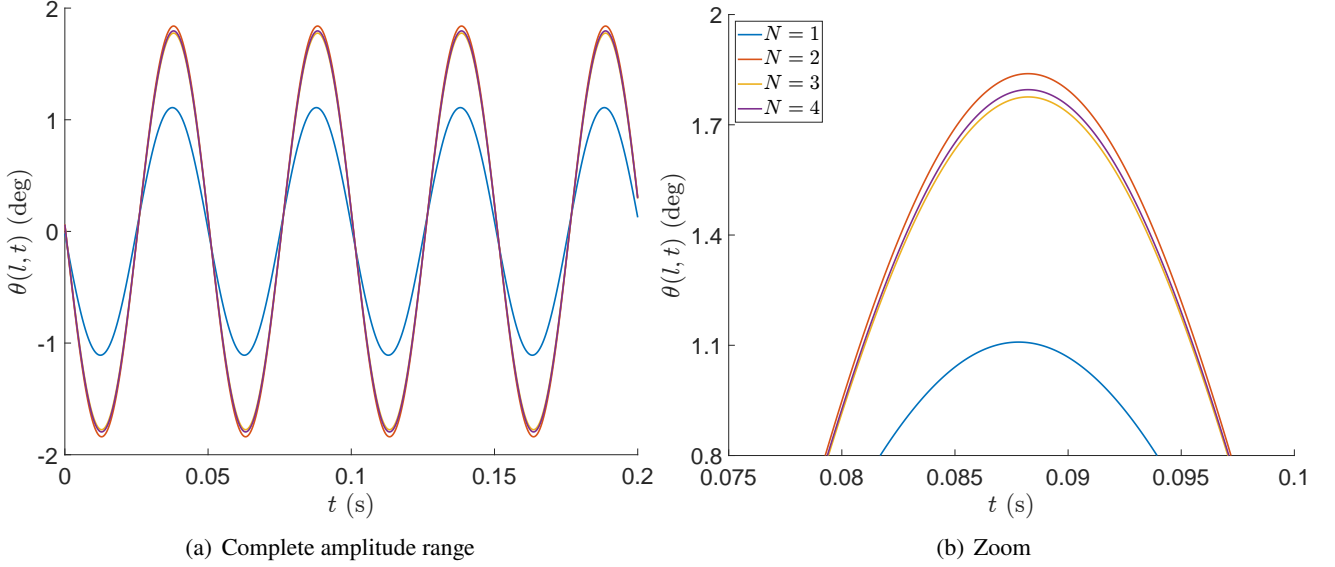 2
1
0
-1
-2
θ(l, t) (deg)
0
0.05
0.1
0.15
0.2
t (s)
(a) Complete amplitude range
2
1.7
1.4
1.1
0.8
θ(l, t) (deg)
N = 1
N = 2
N = 3
N = 4
0.075
0.08
0.085
0.09
0.095
0.1
t (s)
(b) Zoom